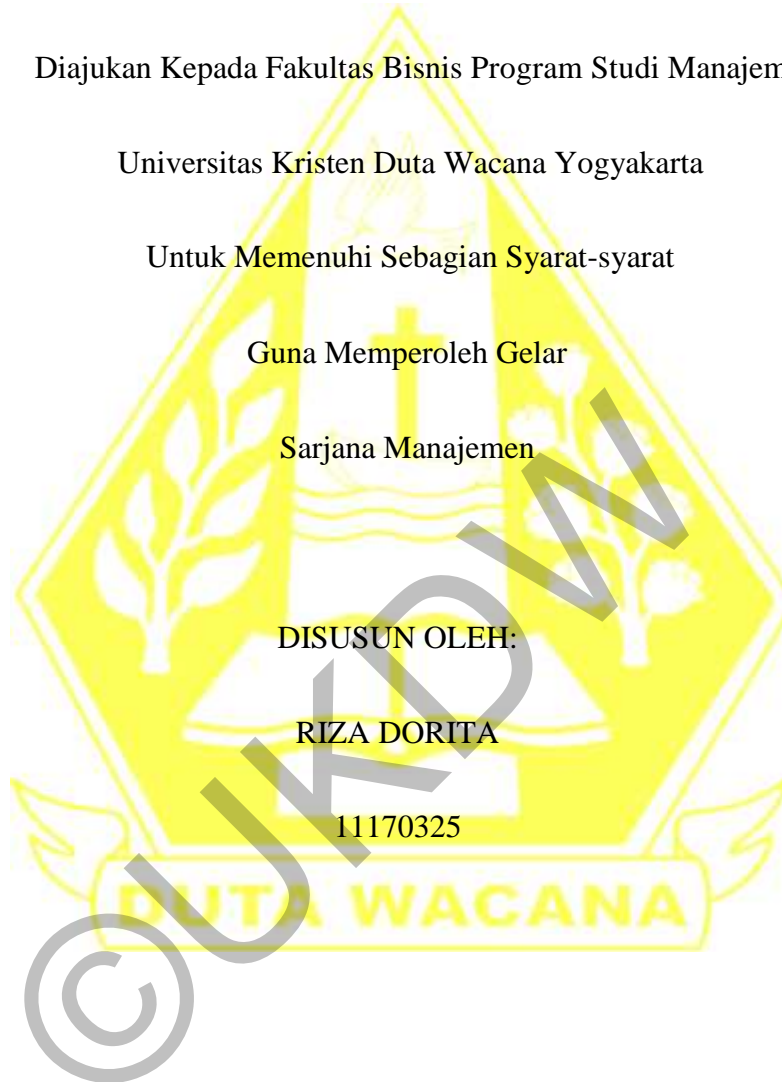 Diajukan Kepada Fakultas Bisnis Program Studi Manajem
Universitas Kristen Duta Wacana Yogyakarta
Untuk Memenuhi Sebagian Syarat-syarat
Guna Memperoleh Gelar
Sarjana Manajemen
DISUSUN OLEH:
RIZA DORITA
11170325
DUTA WACANA
©UKDW